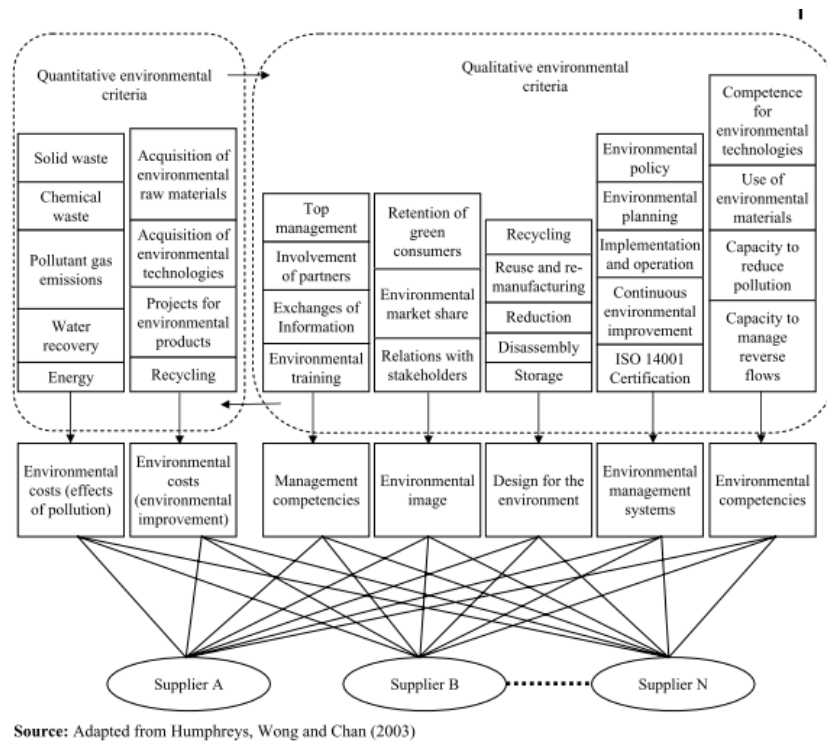 Quantitative environmental
criteria
Qualitative environmental
criteria
Solid waste
Chemical
waste
Pollutant gas
emissions
Water
recovery
Energy
Acquisition of
environmental
raw materials
Acquisition of
environmental
technologies
Projects for
environmental
products
Recycling
Top
management
Involvement
of partners
Exchanges of
Information
Environmental
training
Retention of
green
consumers
Environmental
market share
Relations with
stakeholders
Recycling
Reuse and re-
manufacturing
Reduction
Disassembly
Storage
Environmental
policy
Environmental
planning
Implementation
and operation
Continuous
environmental
improvement
ISO 14001
Certification
Competence
for
environmental
technologies
Use of
environmental
materials
Capacity to
reduce
pollution
Capacity to
manage
reverse
flows
Environmental
costs (effects
of pollution)
Environmental
costs
(environmental
improvement)
Management
competencies
Environmental
image
Design for the
environment
Environmental
management
systems
Environmental
competencies
Supplier A
Supplier B
Supplier N
Source: Adapted from Humphreys, Wong and Chan (2003)